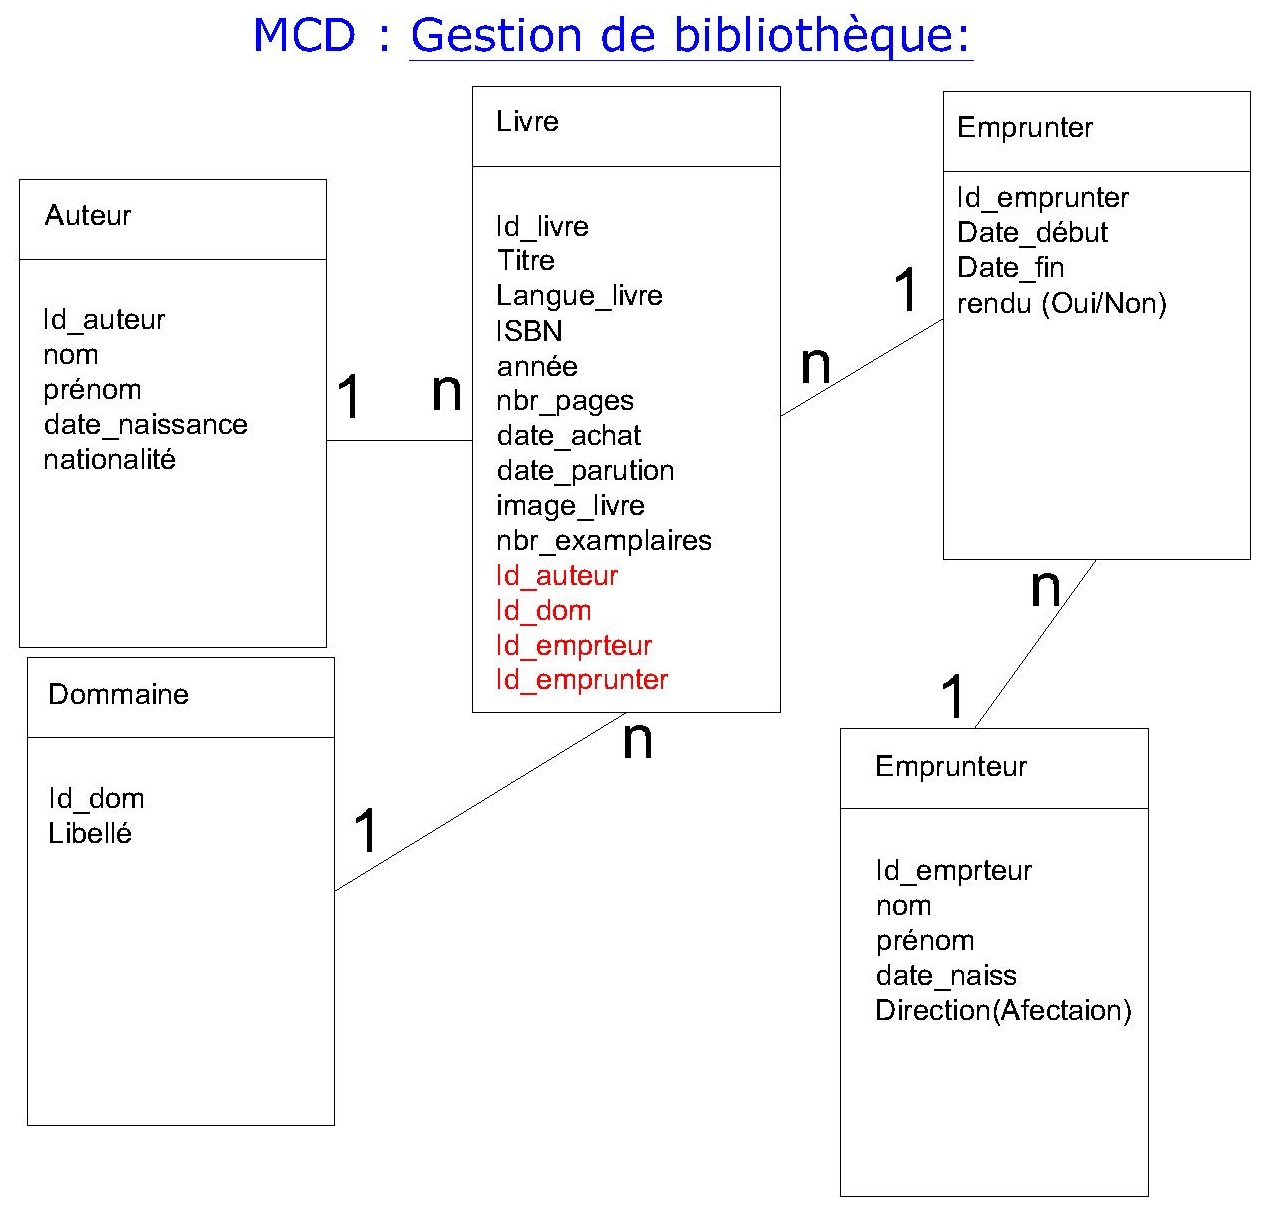 MCD : Gestion de bibliothèque:
Auteur
Id_auteur
nom
prénom
date_naissance
nationalité
1
n
Livre
Id_livre
Titre
Langue_livre
ISBN
année
nbr_pages
date_achat
date_parution
image_livre
nbr_examplaires
Id_auteur
Id_dom
Id_emprteur
Id_emprunter
n
1
Emprunter
Id_emprunter
Date_début
Date_fin
rendu (Oui/Non)
n
1
Dommaine
Id_dom
Libellé
1
n
Emprunteur
Id_emprteur
nom
prénom
date_naiss
Direction(Afectaion)